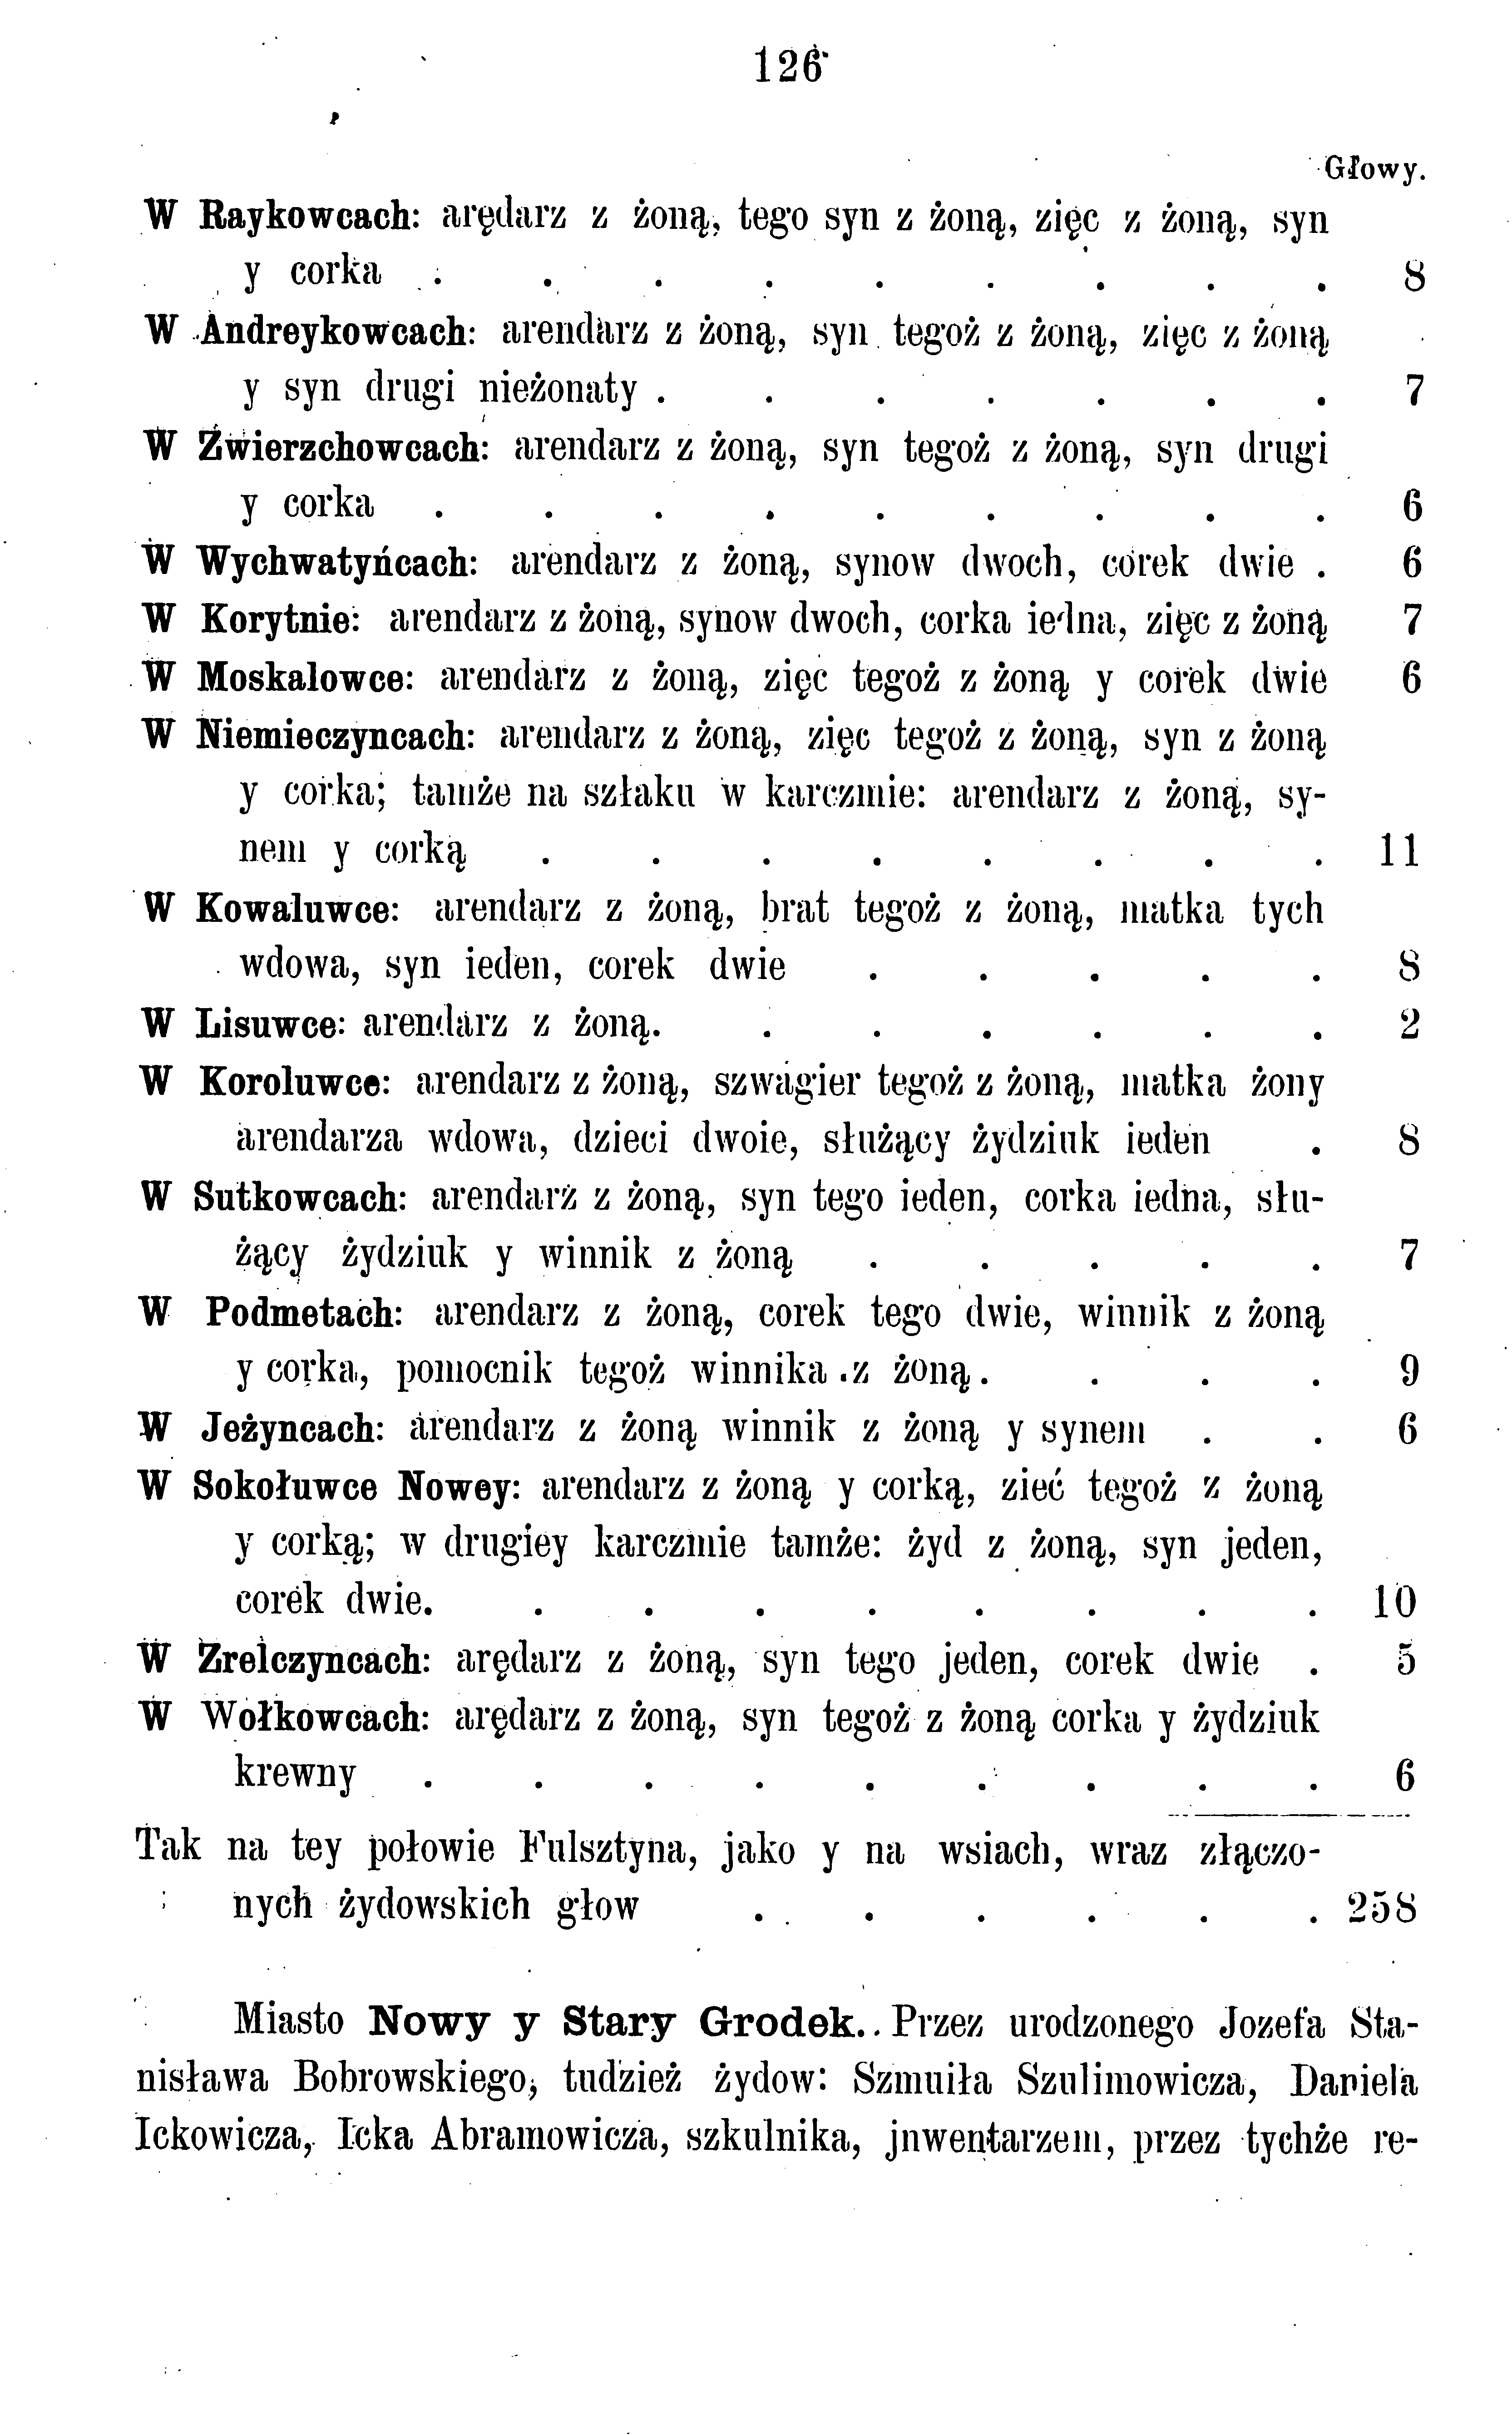 126
Głowy.
W Raykowcach: arędarz z żoną, tego syn z żoną, zięc z żoną, syn
y corka . . . . . . . . . 8
W Andreykowcach: arendarz z żoną, syn tegoż z żoną, zięc z żoną
y syn drugi nieżonaty . . . . . . . 7
W Źwierzchowcach: arendarz z żoną, syn tegoż z żoną, syn drugi
y corka . . . . . . . . . 6
W Wychwatyńcach: arendarz z żoną, synow dwoch, corek dwie . 6
W Korytnie: arendarz z żoną, synow dwoch, corka iedna, zięc z żoną 7
W Moskalowce: arendarz z żoną, zięć tegoż z żoną y corek dwie 6
W Niemieczyncach: arendarz z żoną, zięc tegoż z żoną, syn z żoną
y corka; tamże na szłaku w karczmie: arendarz z żoną, sy-
nem y corką . . . . . . . . 11
W Kowaluwce: arendarz z żoną, brat tegoż z żoną, matka tych
wdowa, syn ieden, corek dwie . . . . . 8
W Lisuwce: arendarz z żoną. . . . . . . 2
W Koroluwce: arendarz z żoną, szwagier tegoż z żoną, matka żony
arendarza wdowa, dzieci dwoie, służący żydziuk ieden . 8
W Sutkowcach: arendarz z żoną, syn tego ieden, corka iedna, słu-
żący żydziuk y winnik z żoną . . . . . 7
W Podmetach: arendarz z żoną, corek tego dwie, winnik z żoną
y corka, pomocnik tegoż winnika z żoną. . . . 9
W Jeżyncach: arendarz z żoną winnik z żoną y synem . . 6
W Sokołuwce Nowey: arendarz z żoną y corką, zieć tegoż z żoną
y corką; w drugiey karczmie tamże: żyd z żoną, syn jeden,
corek dwie. . . . . . . . . 10
W Zrelczyncach: arędarz z żoną, syn tego jeden, corek dwie . 5
W Wołkowcach: arędarz z żoną, syn tegoż z żoną corka y żydziuk
krewny . . . . . . . . . 6
Tak na tey połowie Fulsztyna, jako y na wsiach, wraz złączo-
nych żydowskich głow . . . . . . 258
Miasto Nowy y Stary Grodek. Przez urodzonego Jozefa Sta-
nisława Bobrowskiego, tudzież żydow: Szmuiła Szulimowicza, Daniela
Ickowicza, Icka Abramowicza, szkulnika, jnwentarzem, przez tychże re-